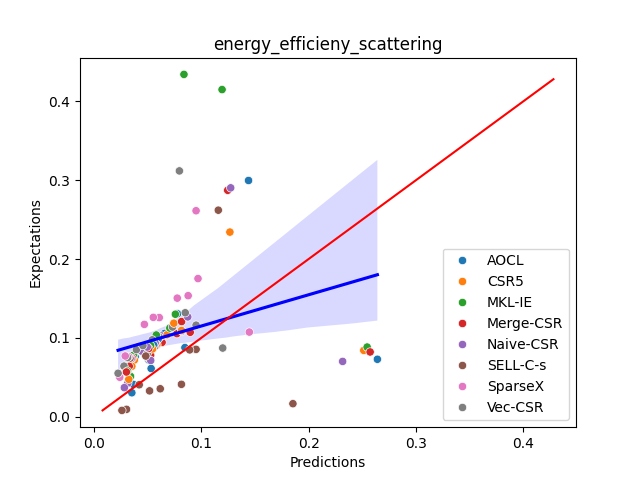 energy_efficieny_scattering
Expectations
0.4
0.3
0.2
0.1
0.0
AOCL
CSR5
MKL-IE
Merge-CSR
Naive-CSR
SELL-C-s
SparseX
Vec-CSR
0.0 0.1 0.2 0.3 0.4
Predictions